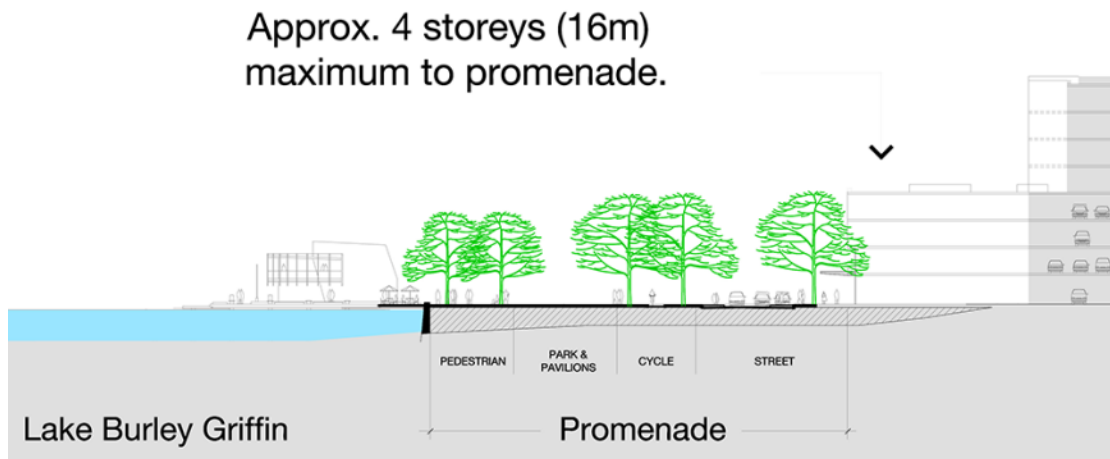 Approx. 4 storeys (16m)
maximum to promenade.
PEDESTRIAN
PARK &
PAVILIONS
CYCLE
STREET
Lake Burley Griffin
Promenade